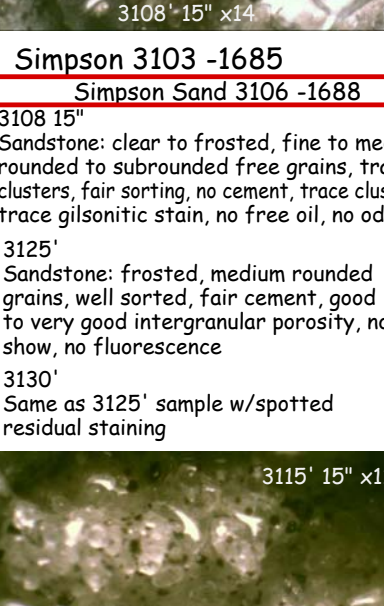 3108' 15" x14
Simpson 3103 -1685
Simpson Sand 3106 -1688
3108 15"
Sandstone: clear to frosted, fine to me
rounded to subrounded free grains, tra
clusters, fair sorting, no cement, trace clus
trace gilsonitic stain, no free oil, no od
3125'
Sandstone: frosted, medium rounded
grains, well sorted, fair cement, good
to very good intergranular porosity, no
show, no fluorescence
3130'
Same as 3125' sample w/spotted
residual staining
3115' 15" x1